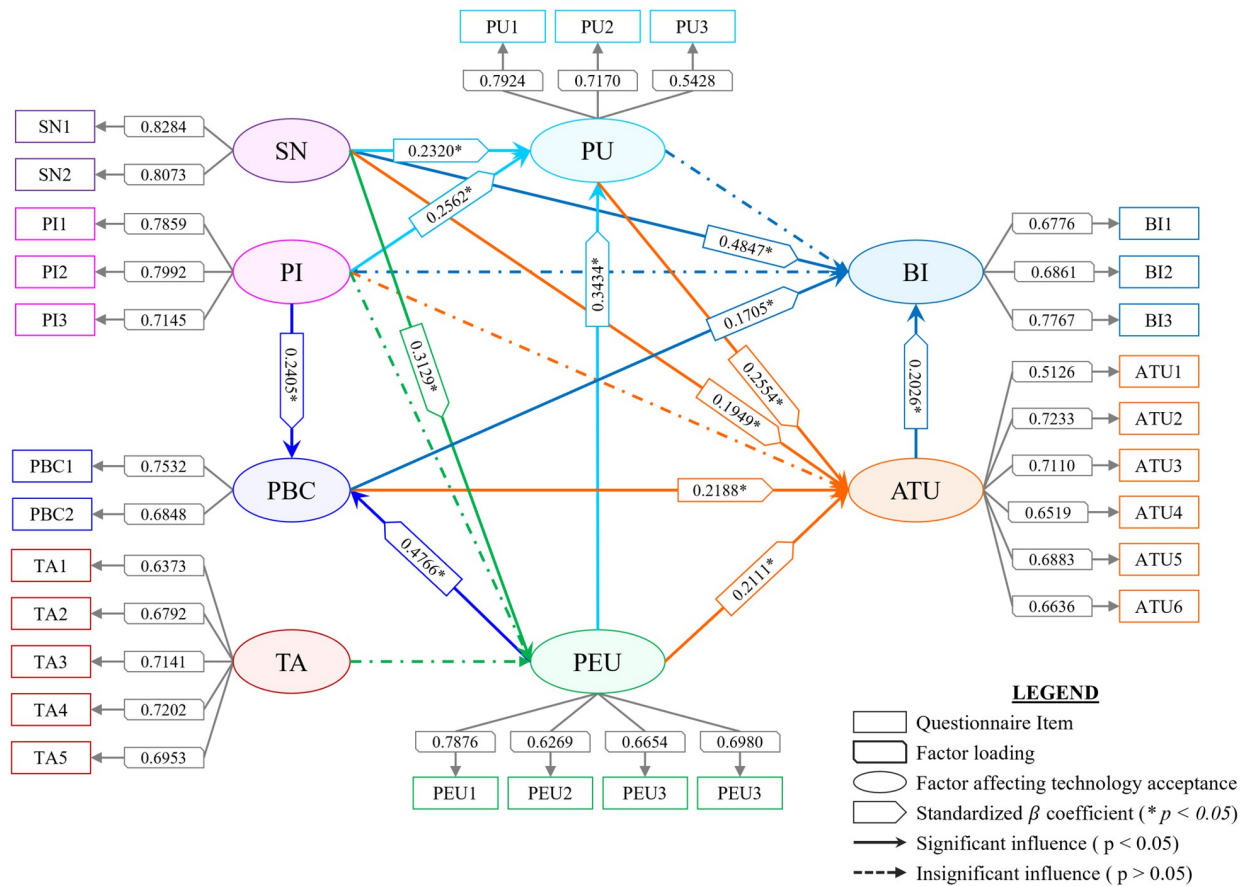 PU1 PU2 PU3
0.7924 0.7170 0.5428
SN1 0.8284
SN2 0.8073
SN
0.2320*
PU
PI1 0.7859
PI2 0.7992
PI3 0.7145
PI
0.2562*
0.4847*
BI
0.6776 BI1
0.6861 BI2
0.7767 BI3
0.3434*
0.1705*
0.2405*
0.3129*
0.2554*
0.1949*
0.2026*
0.5126 ATU1
0.7233 ATU2
0.7110 ATU3
0.6519 ATU4
0.6883 ATU5
0.6636 ATU6
PBC1 0.7532
PBC2 0.6848
PBC
0.2188*
ATU
0.4766*
0.2111*
TA1 0.6373
TA2 0.6792
TA3 0.7141
TA4 0.7202
TA5 0.6953
TA
PEU
0.7876 0.6269 0.6654 0.6980
PEU1 PEU2 PEU3 PEU3
LEGEND
Questionnaire Item
Factor loading
Factor affecting technology acceptance
Standardized β coefficient (* p < 0.05)
Significant influence ( p < 0.05)
Insignificant influence ( p > 0.05)